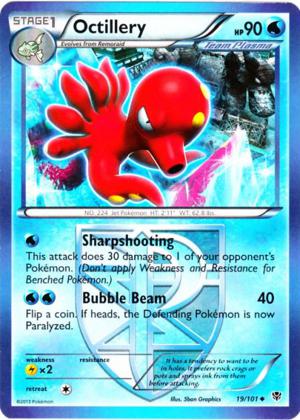 STAGE1
Octillery
HP90
Evolves from Remoraid
Team Plasma
NO. 224 Jet Pokémon HT: 2'11" WT: 62.8 lbs.
Sharpshooting
This attack does 30 damage to 1 of your opponent's
Pokémon. (Don't apply Weakness and Resistance for
Benched Pokémon.)
Bubble Beam 40
Flip a coin. If heads, the Defending Pokémon is now
Paralyzed.
weakness
resistance
×2
retreat
It has a tendency to want to be
in holes. It prefers rock crags or
pots and sprays ink from them
before attacking.
Illus. 5ban Graphics
19/101
©2013 Pokémon